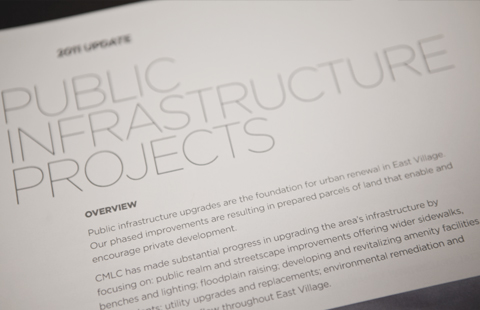 2011 UPDATE
PUBLIC
INFRASTRUCTURE
PROJECTS
OVERVIEW
Public infrastructure upgrades are the foundation for urban renewal in East Village.
Our phased improvements are resulting in prepared parcels of land that enable and
encourage private development.
CMLC has made substantial progress in upgrading the area's infrastructure by
focusing on: public realm and streetscape improvements offering wider sidewalks,
benches and lighting; floodplain raising; developing and revitalizing amenity facilities
utility upgrades and replacements; environmental remediation and
throughout East Village.